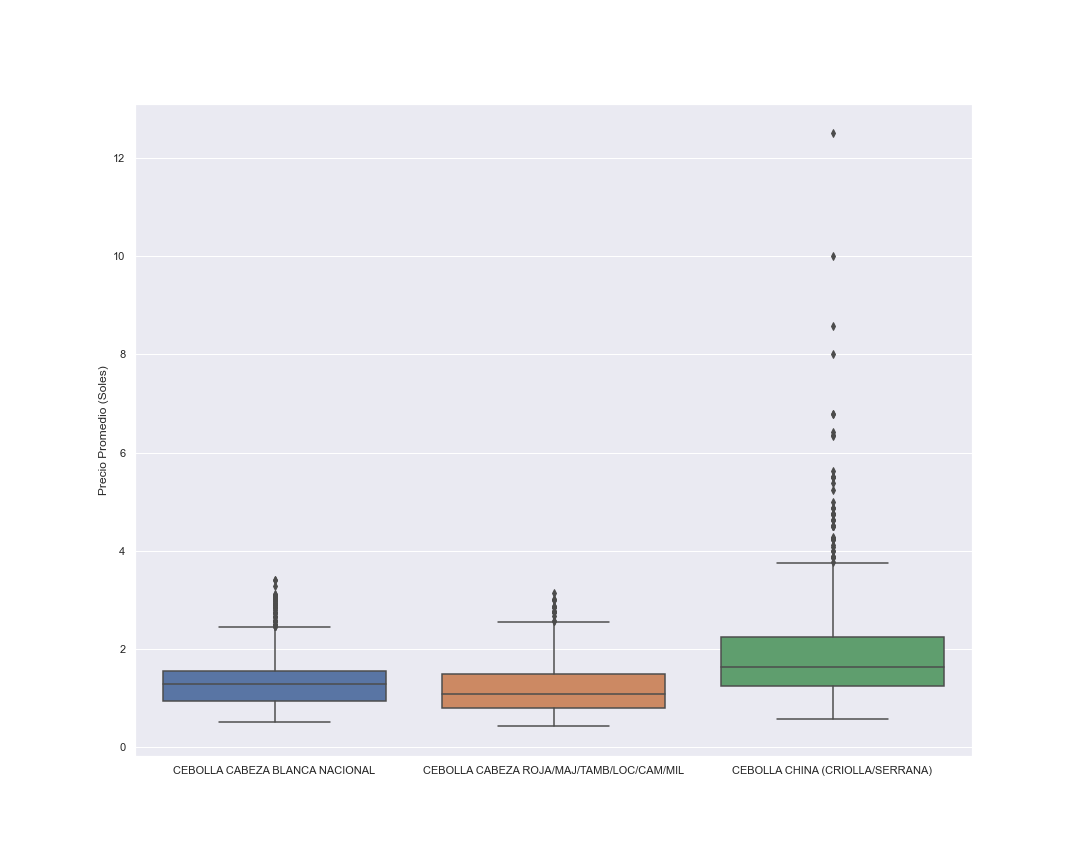 12
10
8
6
4
2
0
Precio Promedio (Soles)
CEBOLLA CABEZA BLANCA NACIONAL
CEBOLLA CABEZA ROJA/MAJ/TAMB/LOC/CAM/MIL
CEBOLLA CHINA (CRIOLLA/SERRANA)